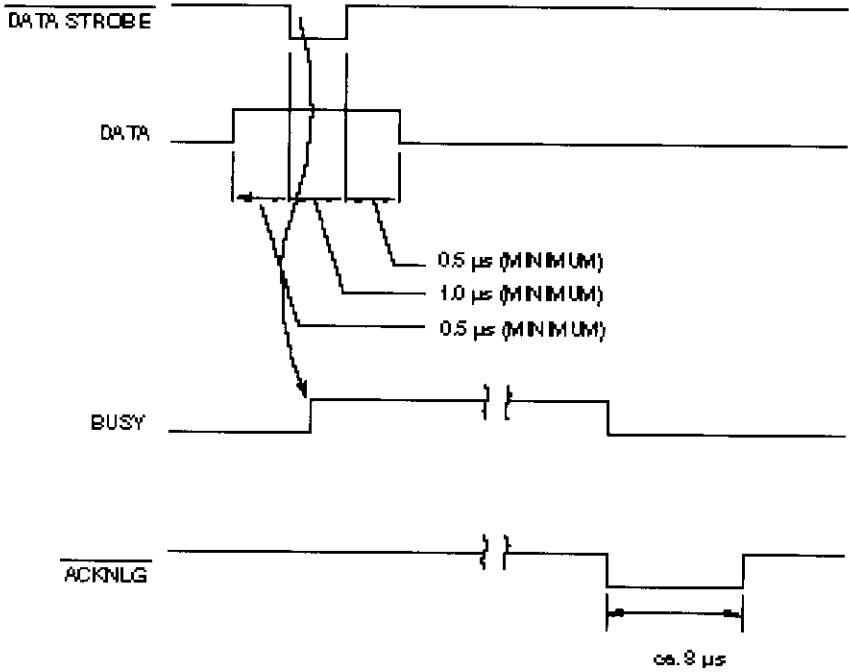 DATA STROBE
DATA
0.5 µs (MINIMUM)
1.0 µs (MINIMUM)
0.5 µs (MINIMUM)
BUSY
ACKNLG
ca. 9 µs